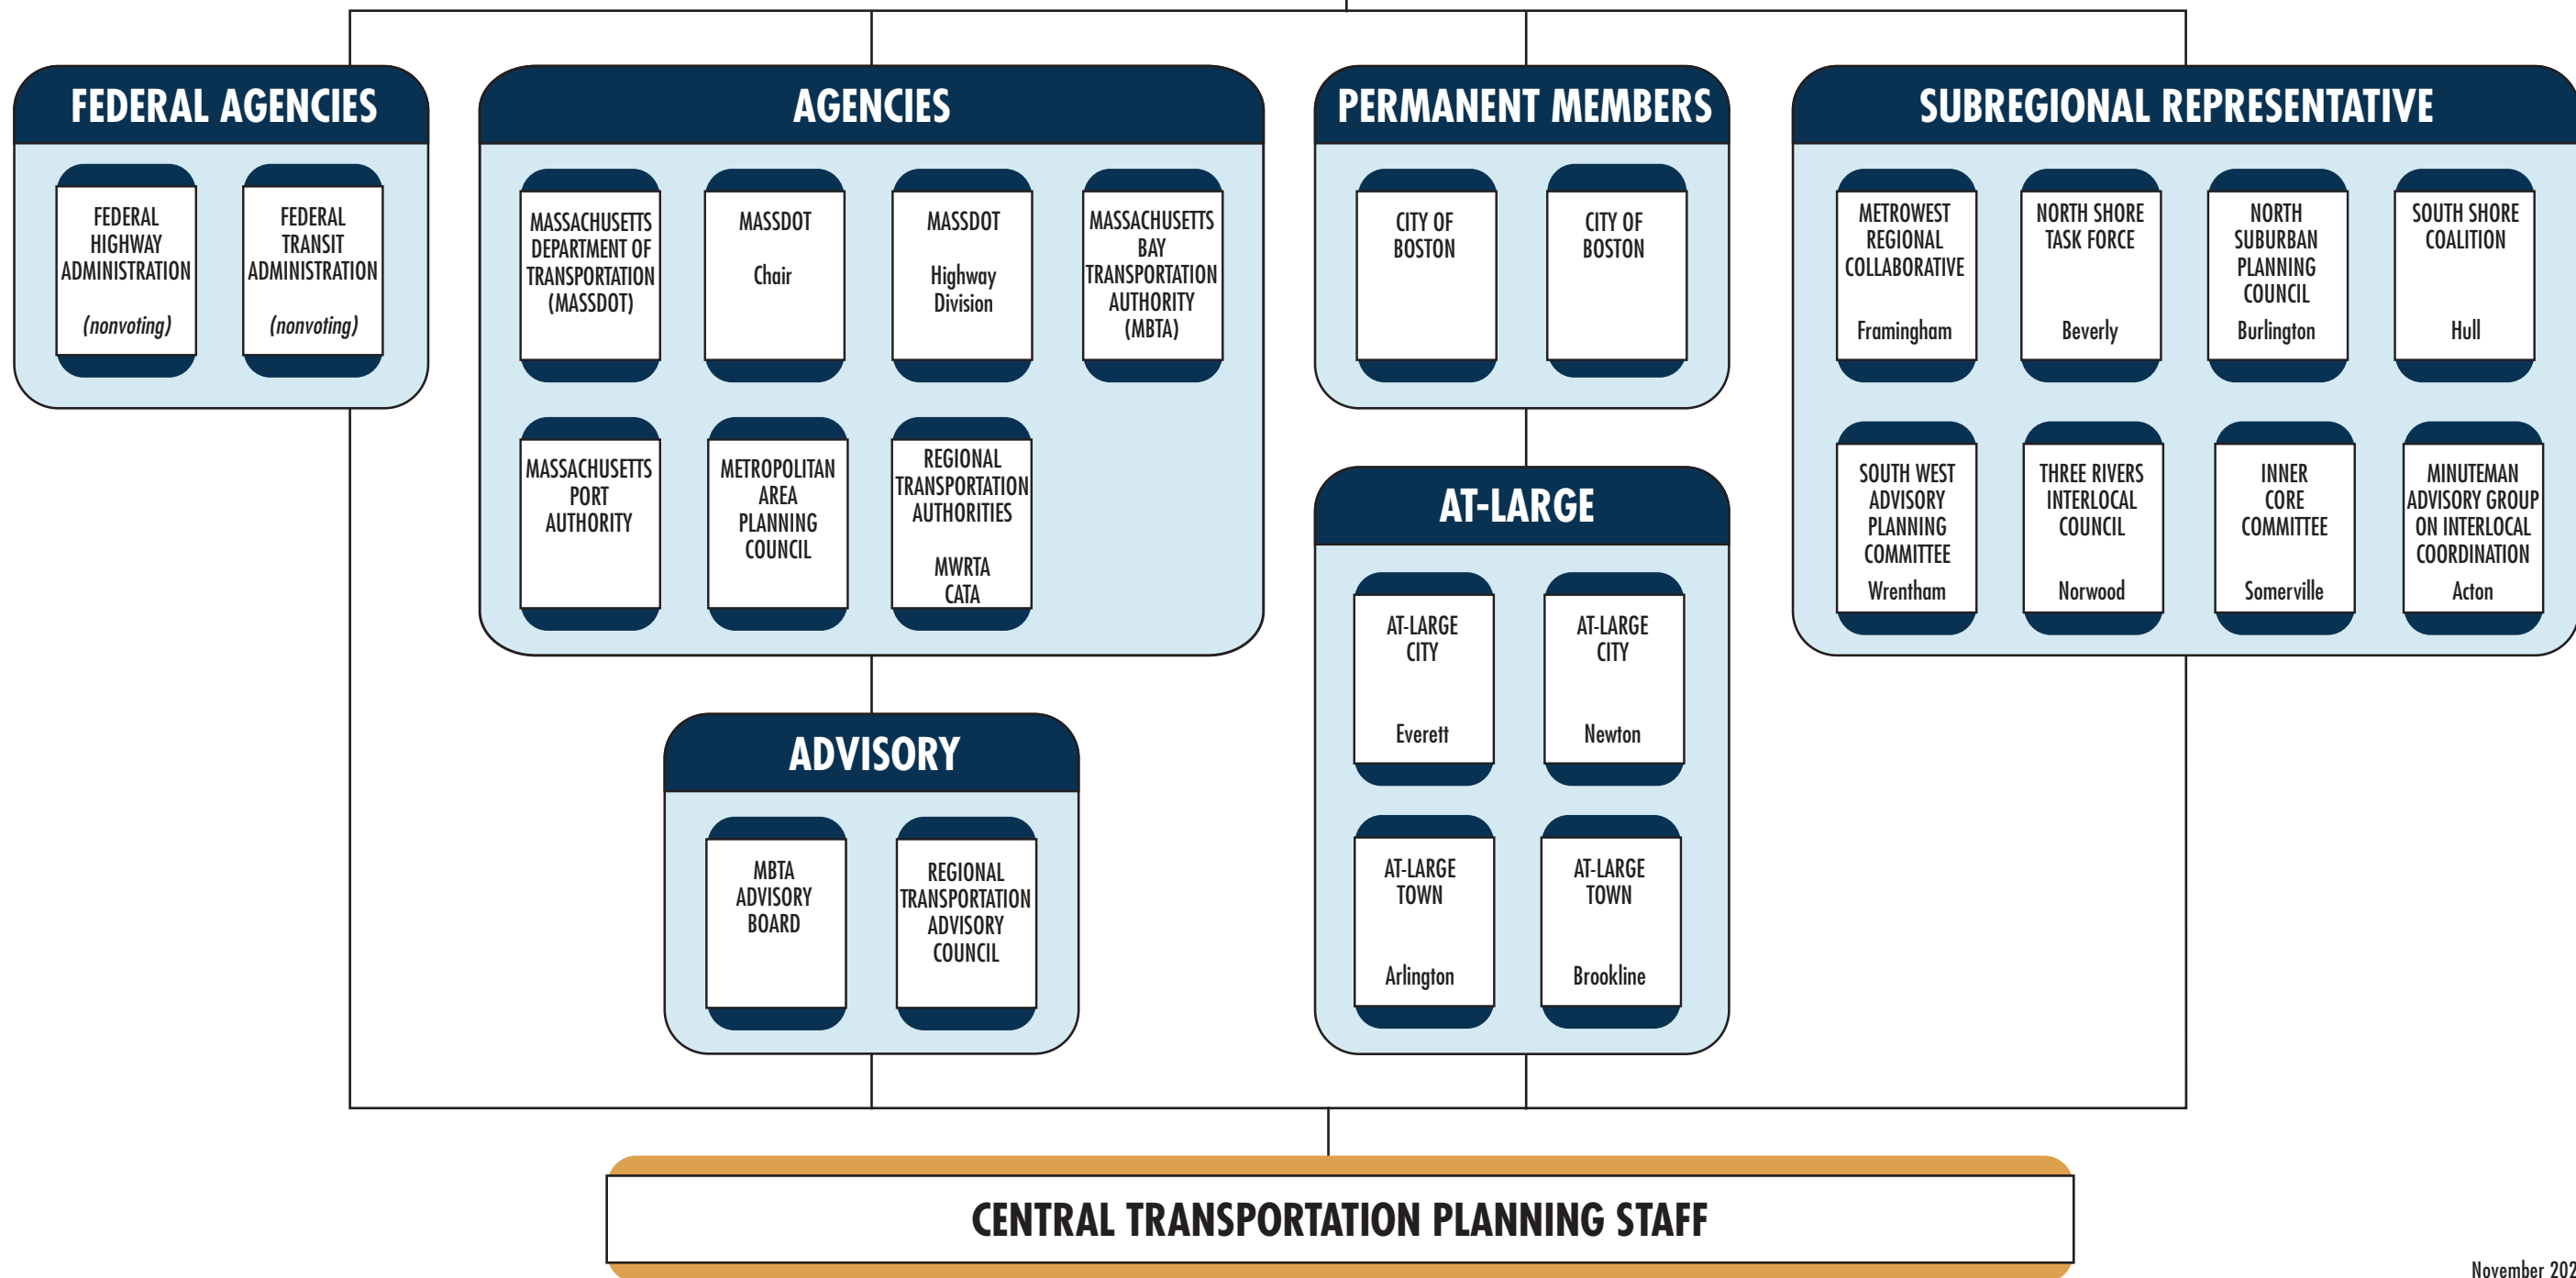 FEDERAL AGENCIES
FEDERAL
HIGHWAY
ADMINISTRATION
(nonvoting)
FEDERAL
TRANSIT
ADMINISTRATION
(nonvoting)
AGENCIES
MASSACHUSETTS
DEPARTMENT OF
TRANSPORTATION
(MASSDOT)
MASSDOT
Chair
MASSDOT
Highway
Division
MASSACHUSETTS
BAY
TRANSPORTATION
AUTHORITY
(MBTA)
MASSACHUSETTS
PORT
AUTHORITY
METROPOLITAN
AREA
PLANNING
COUNCIL
REGIONAL
TRANSPORTATION
AUTHORITIES
MWRTA
CATA
ADVISORY
MBTA
ADVISORY
BOARD
REGIONAL
TRANSPORTATION
ADVISORY
COUNCIL
PERMANENT MEMBERS
CITY OF
BOSTON
CITY OF
BOSTON
AT-LARGE
AT-LARGE
CITY
Everett
AT-LARGE
CITY
Newton
AT-LARGE
TOWN
Arlington
AT-LARGE
TOWN
Brookline
SUBREGIONAL REPRESENTATIVE
METROWEST
REGIONAL
COLLABORATIVE
Framingham
NORTH SHORE
TASK FORCE
Beverly
NORTH
SUBURBAN
PLANNING
COUNCIL
Burlington
SOUTH SHORE
COALITION
Hull
SOUTH WEST
ADVISORY
PLANNING
COMMITTEE
Wrentham
THREE RIVERS
INTERLOCAL
COUNCIL
Norwood
INNER
CORE
COMMITTEE
Somerville
MINUTEMAN
ADVISORY GROUP
ON INTERLOCAL
COORDINATION
Acton
CENTRAL TRANSPORTATION PLANNING STAFF
November 202